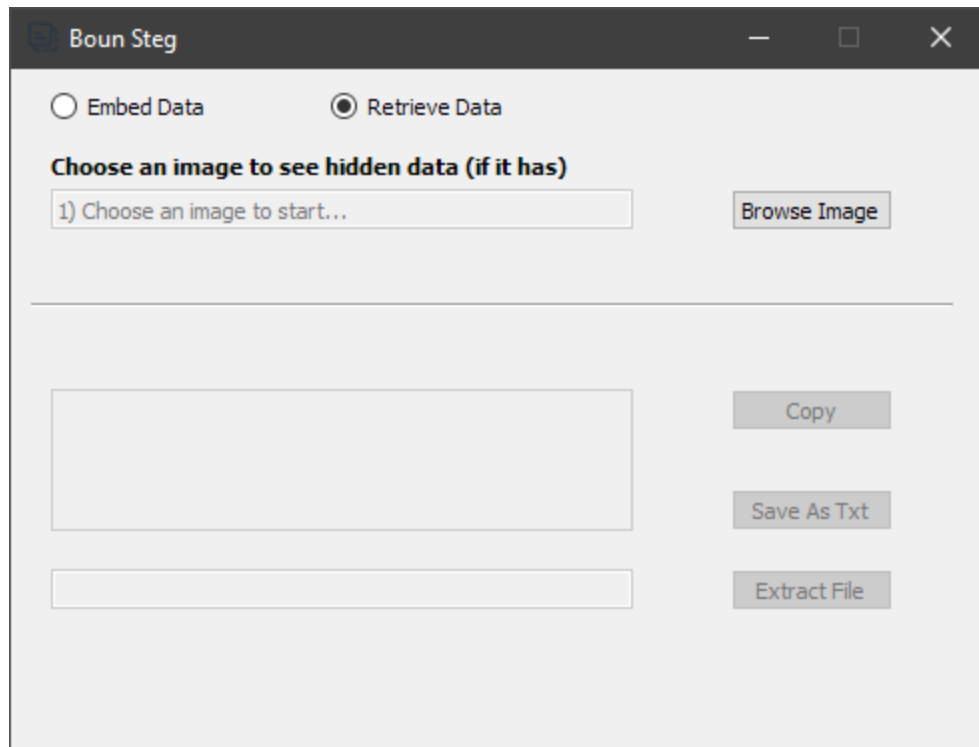 Boun Steg
Embed Data Retrieve Data
Choose an image to see hidden data (if it has)
1) Choose an image to start... Browse Image
Copy
Save As Txt
Extract File